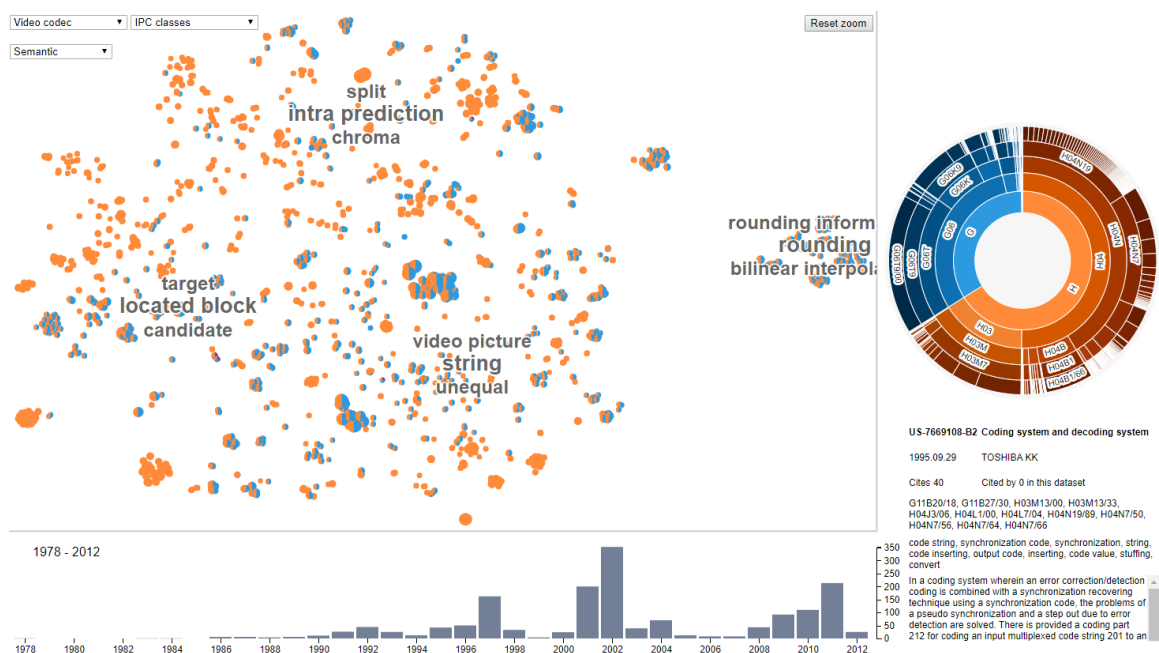 Video codec
IPC classes
Reset zoom
Semantic
split
intra prediction
chroma
rounding inform
rounding
bilinear interpola
target
located block
candidate
video picture
string
unequal
H04N19
H04N
H04N7
H04
H
H04B
H04B1
H04B1/66
H03
H03M
H03M7
G
G06
G06K
G06K9
G06T
G06T9
G06T9/00
US-7669108-B2 Coding system and decoding system
1995.09.29 TOSHIBA KK
Cites 40 Cited by 0 in this dataset
G11B20/18, G11B27/30, H03M13/00, H03M13/33,
H04J3/06, H04L1/00, H04L7/04, H04N19/89, H04N7/50,
H04N7/56, H04N7/64, H04N7/66
code string, synchronization code, synchronization, string,
code inserting, output code, inserting, code value, stuffing,
convert
In a coding system wherein an error correction/detection
coding is combined with a synchronization recovering
technique using a synchronization code, the problems of
a pseudo synchronization and a step out due to error
detection are solved. There is provided a coding part
212 for coding an input multiplexed code string 201 to an
1978 - 2012
350
300
250
200
150
100
50
0
1978 1980 1982 1984 1986 1988 1990 1992 1994 1996 1998 2000 2002 2004 2006 2008 2010 2012